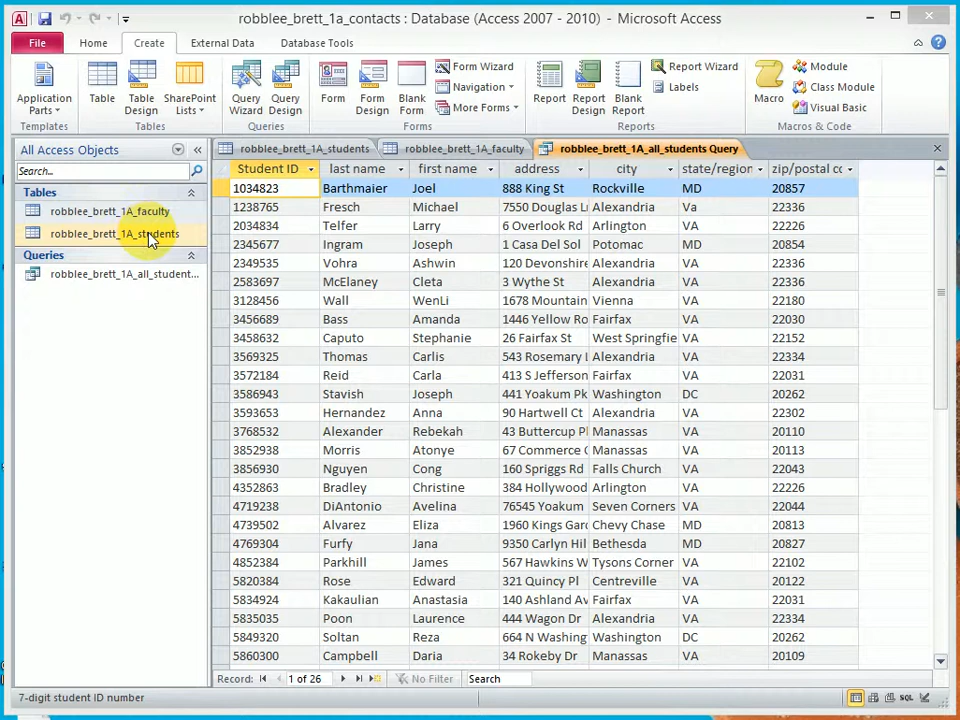 robblee_brett_1a_contacts : Database (Access 2007 - 2010) - Microsoft Access
File Home Create External Data Database Tools
Application Parts Table Table Design SharePoint Lists Query Wizard Query Design Form Form Design Blank Form Form Wizard Navigation More Forms Report Report Design Blank Report Report Wizard Labels Macro Module Class Module Visual Basic
Templates Tables Queries Forms Reports Macros & Code
All Access Objects
Search...
Tables
robblee_brett_1A_faculty
robblee_brett_1A_students
Queries
robblee_brett_1A_all_student...
robblee_brett_1A_students robblee_brett_1A_faculty robblee_brett_1A_all_students Query
Student ID last name first name address city state/region zip/postal co
1034823 Barthmaier Joel 888 King St Rockville MD 20857
1238765 Fresch Michael 7550 Douglas L Alexandria Va 22336
2034834 Telfer Larry 6 Overlook Rd Arlington VA 22226
2345677 Ingram Joseph 1 Casa Del Sol Potomac MD 20854
2349535 Vohra Ashwin 120 Devonshire Alexandria VA 22336
2583697 McElaney Cleta 3 Wythe St Alexandria VA 22336
3128456 Wall WenLi 1678 Mountain Vienna VA 22180
3456689 Bass Amanda 1446 Yellow Ro Fairfax VA 22030
3458632 Caputo Stephanie 26 Fairfax St West Springfie VA 22152
3569325 Thomas Carlis 543 Rosemary Alexandria VA 22334
3572184 Reid Carla 413 S Jefferson Fairfax VA 22031
3586943 Stavish Joseph 441 Yoakum Pk Washington DC 20262
3593653 Hernandez Anna 90 Hartwell Ct Alexandria VA 22302
3768532 Alexander Rebekah 43 Buttercup Pl Manassas VA 20110
3852938 Morris Atonye 67 Commerce Manassas VA 20113
3856930 Nguyen Cong 160 Spriggs Rd Falls Church VA 22043
4352863 Bradley Christine 384 Hollywood Arlington VA 22226
4719238 DiAntonio Avelina 76545 Yoakum Seven Corners VA 22044
4739502 Alvarez Eliza 1960 Kings Gar Chevy Chase MD 20813
4769304 Furfy Jana 9350 Carlyn Hil Bethesda MD 20827
4852384 Parkhill James 567 Hawkins W Tysons Corner VA 22102
5820384 Rose Edward 321 Quincy Pl Centreville VA 20122
5834924 Kakaulian Anastasia 140 Ashland Av Fairfax VA 22031
5835035 Poon Laurence 444 Wagon Dr Alexandria VA 22334
5849320 Soltan Reza 664 N Washing Washington DC 20262
5860300 Campbell Daria 34 Rokeby Dr Manassas VA 20109
Record: 1 of 26 No Filter Search
7-digit student ID number SQL